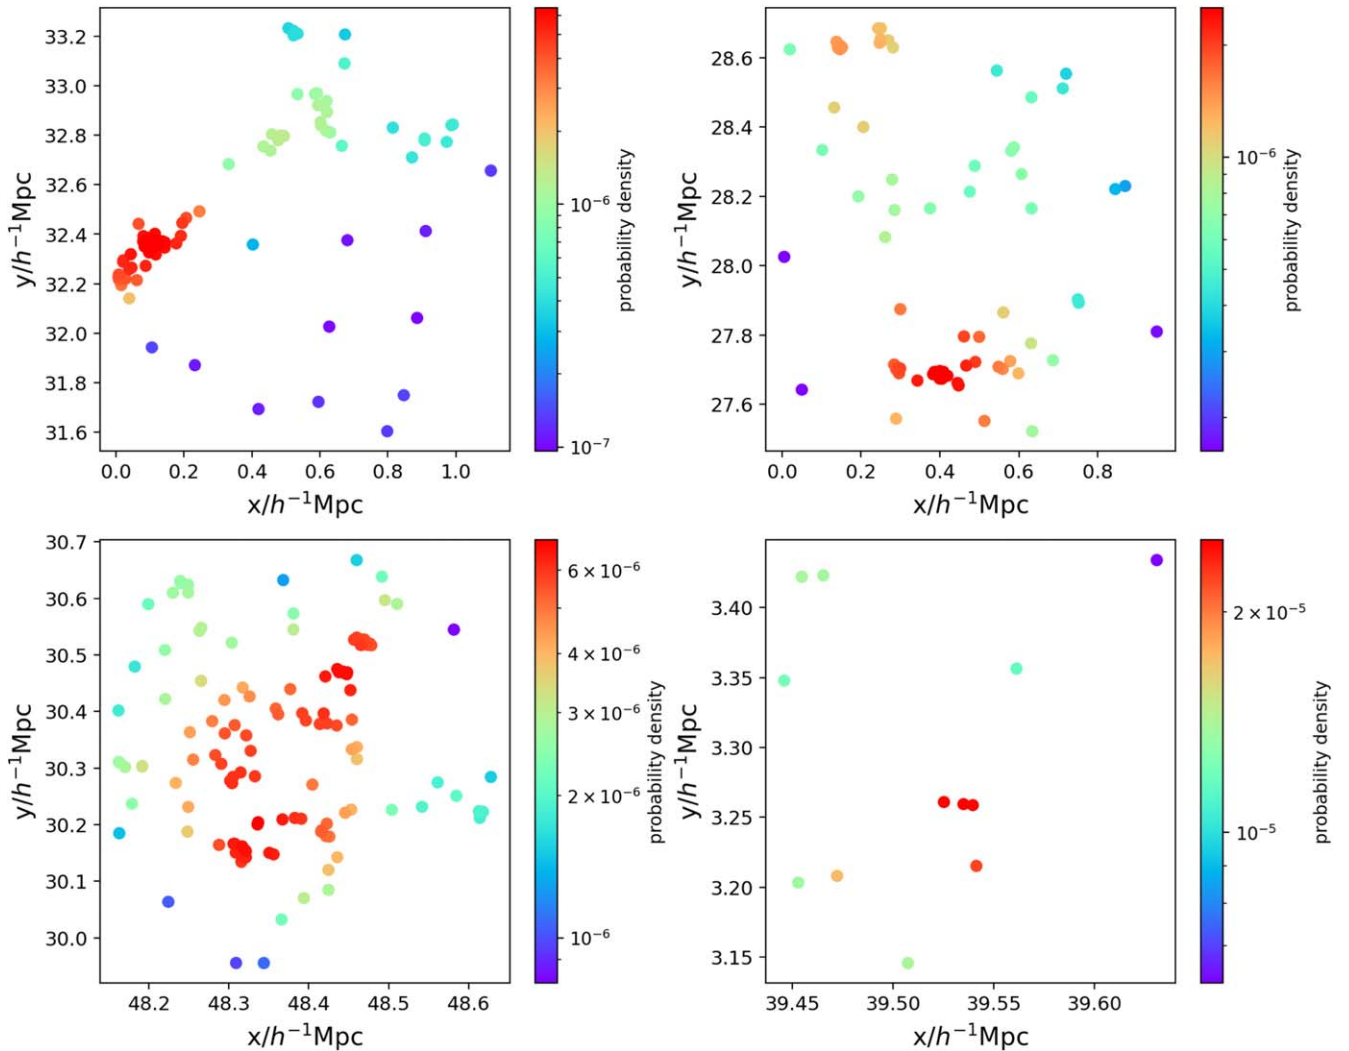 33.2
33.0
32.8
32.6
32.4
32.2
32.0
31.8
31.6
y/h⁻¹Mpc
0.0 0.2 0.4 0.6 0.8 1.0
x/h⁻¹Mpc
10⁻⁶
10⁻⁷
probability density
28.6
28.4
28.2
28.0
27.8
27.6
y/h⁻¹Mpc
0.0 0.2 0.4 0.6 0.8
x/h⁻¹Mpc
10⁻⁶
probability density
30.7
30.6
30.5
30.4
30.3
30.2
30.1
30.0
y/h⁻¹Mpc
48.2 48.3 48.4 48.5 48.6
x/h⁻¹Mpc
6 × 10⁻⁶
4 × 10⁻⁶
3 × 10⁻⁶
2 × 10⁻⁶
10⁻⁶
probability density
3.40
3.35
3.30
3.25
3.20
3.15
y/h⁻¹Mpc
39.45 39.50 39.55 39.60
x/h⁻¹Mpc
2 × 10⁻⁵
10⁻⁵
probability density